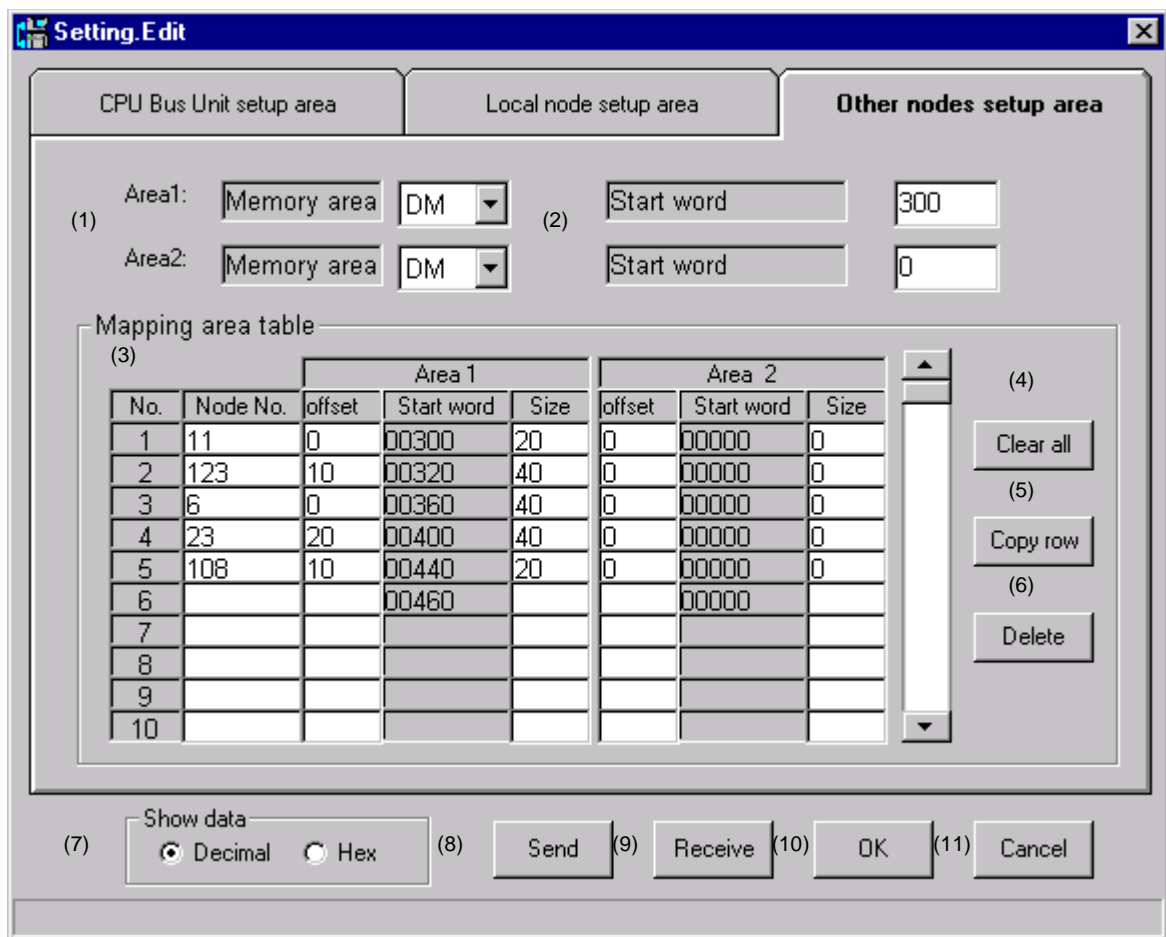 Setting.Edit
CPU Bus Unit setup area Local node setup area Other nodes setup area
Area1: Memory area DM Start word 300
(1) (2)
Area2: Memory area DM Start word 0
Mapping area table
(3)
Area 1 Area 2
(4)
No. Node No. offset Start word Size offset Start word Size
1 11 0 00300 20 0 00000 0
Clear all
2 123 10 00320 40 0 00000 0
(5)
3 6 0 00360 40 0 00000 0
4 23 20 00400 40 0 00000 0
Copy row
5 108 10 00440 20 0 00000 0
(6)
6 00460 00000
7
Delete
8
9
10
Show data
(7) Decimal Hex (8) Send (9) Receive (10) OK (11) Cancel